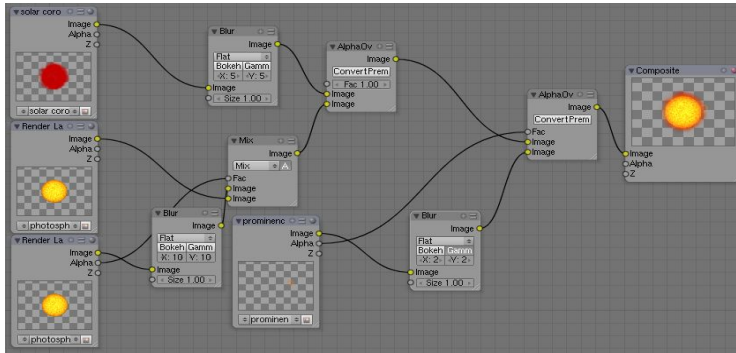 solar coro
Image
Alpha
Z
solar coro
Blur
Image
Flat
Bokeh Gamm
X: 5 Y: 5
Image
Size 1.00
AlphaOv
Image
ConvertPrem
Fac 1.00
Image
Image
Render La
Image
Alpha
Z
photosph
Mix
Image
Mix A
Fac
Image
Image
Render La
Image
Alpha
Z
photosph
Blur
Image
Flat
Bokeh Gamm
X: 10 Y: 10
Image
Size 1.00
prominenc
Image
Alpha
Z
prominen
Blur
Image
Flat
Bokeh Gamm
X: 2 Y: 2
Image
Size 1.00
AlphaOv
Image
ConvertPrem
Fac
Image
Image
Composite
Image
Alpha
Z